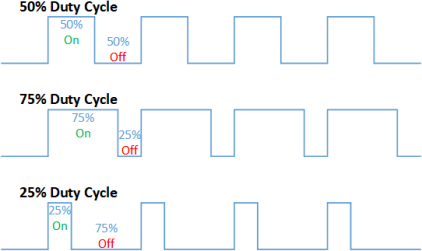 50% Duty Cycle
50%
On
50%
Off
75% Duty Cycle
75%
On
25%
Off
25% Duty Cycle
25%
On
75%
Off